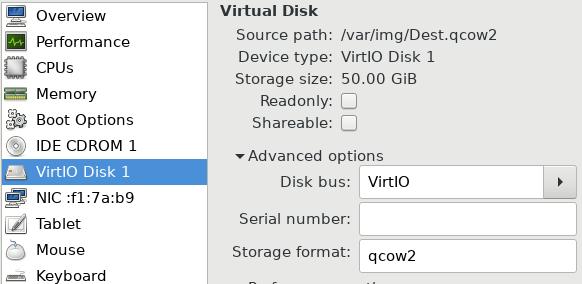 Overview
Performance
CPUs
Memory
Boot Options
IDE CDROM 1
VirtIO Disk 1
NIC :f1:7a:b9
Tablet
Mouse
Keyboard
Virtual Disk
Source path: /var/img/Dest.qcow2
Device type: VirtIO Disk 1
Storage size: 50.00 GiB
Readonly:
Shareable:
Advanced options
Disk bus: VirtIO
Serial number:
Storage format: qcow2